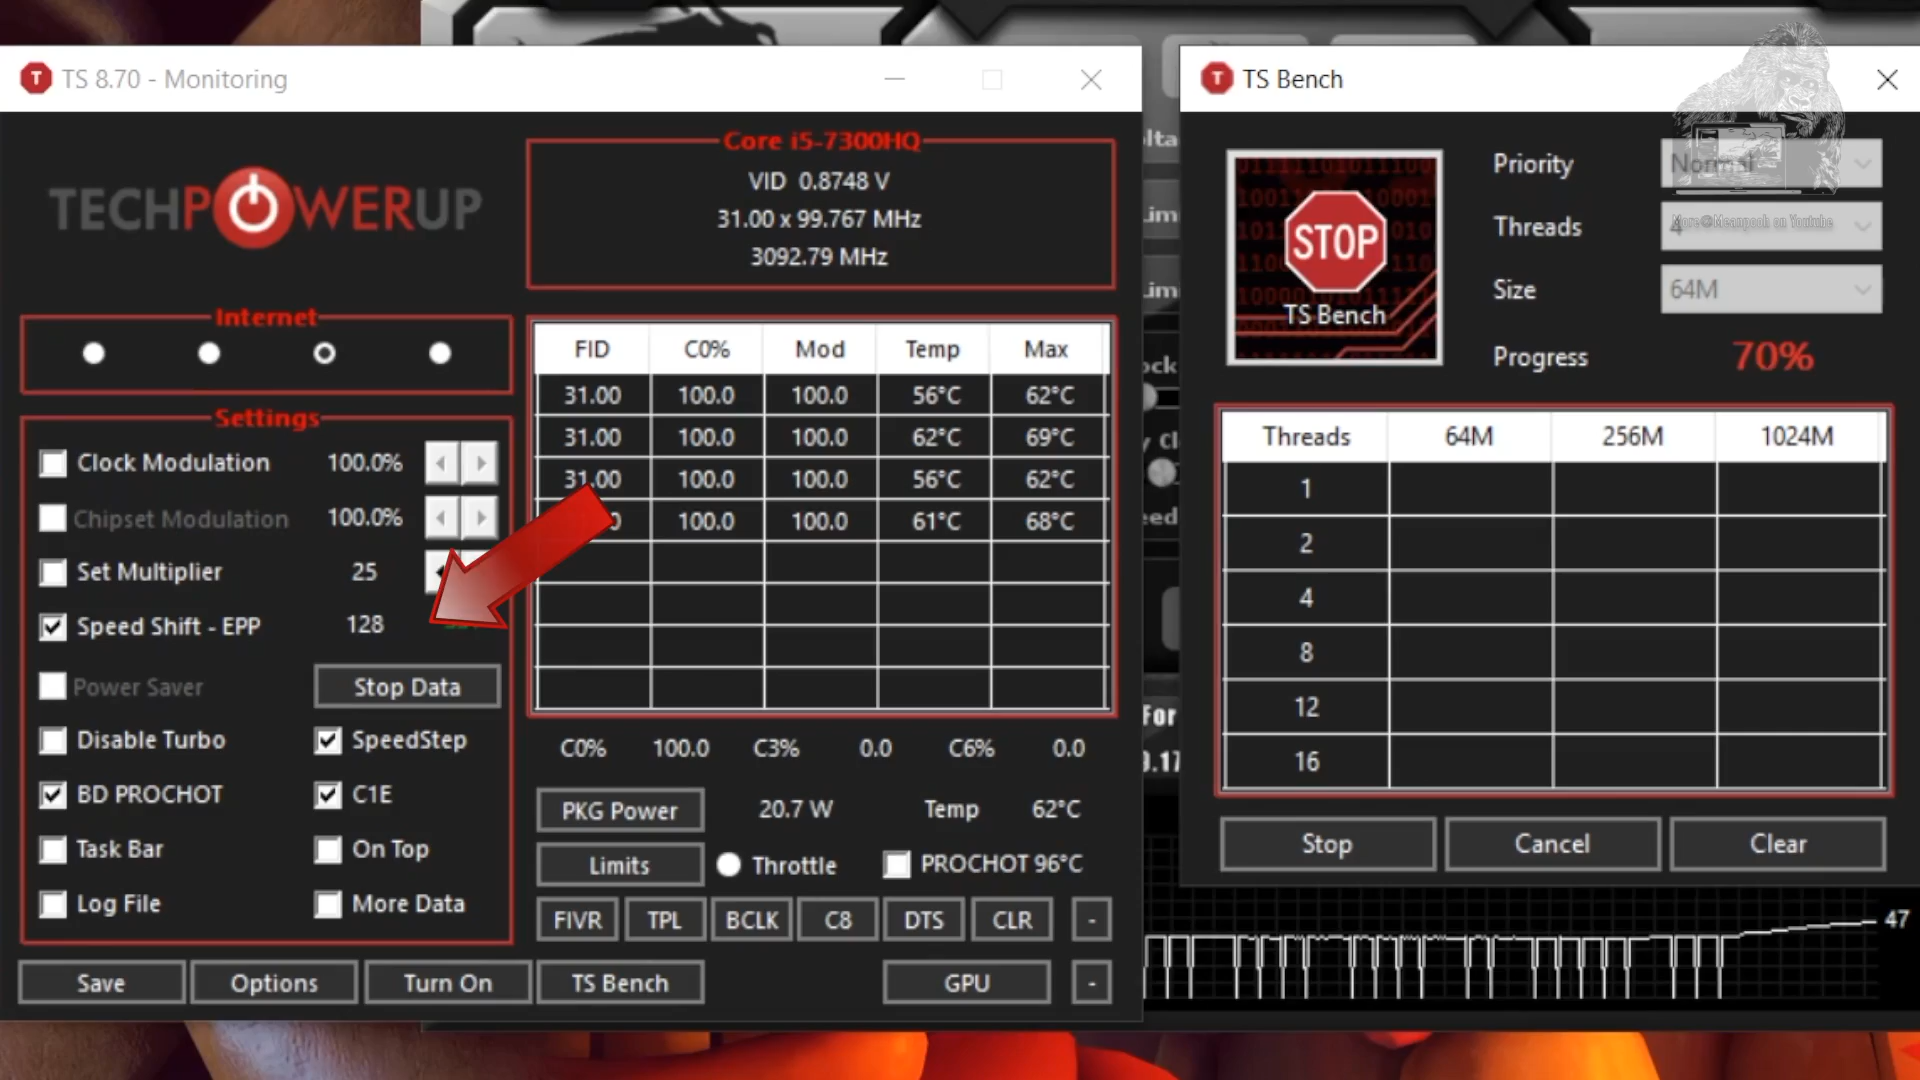 TS 8.70 - Monitoring
TECHPOWERUP
Core i5-7300HQ
VID 0.8748 V
31.00 x 99.767 MHz
3092.79 MHz
Internet
Settings
Clock Modulation 100.0%
Chipset Modulation 100.0%
Set Multiplier 25
Speed Shift - EPP 128
Power Saver Stop Data
Disable Turbo SpeedStep
BD PROCHOT C1E
Task Bar On Top
Log File More Data
FID C0% Mod Temp Max
31.00 100.0 100.0 56°C 62°C
31.00 100.0 100.0 62°C 69°C
31.00 100.0 100.0 56°C 62°C
100.0 100.0 61°C 68°C
C0% 100.0 C3% 0.0 C6% 0.0
PKG Power 20.7 W Temp 62°C
Limits Throttle PROCHOT 96°C
FIVR TPL BCLK C8 DTS CLR -
Save Options Turn On TS Bench GPU -
TS Bench
STOP
TS Bench
Priority Normal
Threads 4
More@Meanpooh on Youtube
Size 64M
Progress 70%
Threads 64M 256M 1024M
1
2
4
8
12
16
Stop Cancel Clear
For
47